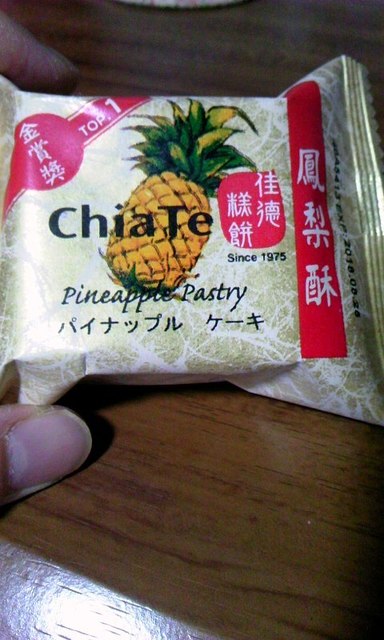 金賞獎
TOP.1
ChiaTe
佳德
糕餅
Since 1975
Pineapple Pastry
パイナップル ケーキ
鳳梨酥